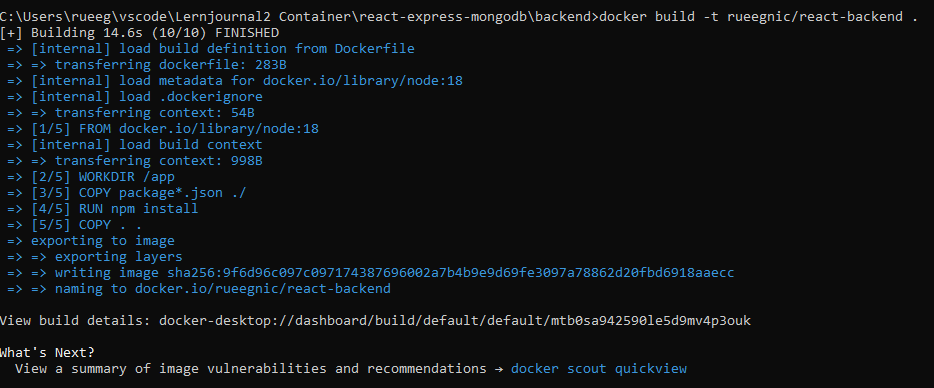 C:\Users\rueeg\vscode\Lernjournal2 Container\react-express-mongodb\backend>docker build -t rueegnic/react-backend .
[+] Building 14.6s (10/10) FINISHED
=> [internal] load build definition from Dockerfile
=> => transferring dockerfile: 283B
=> [internal] load metadata for docker.io/library/node:18
=> [internal] load .dockerignore
=> => transferring context: 54B
=> [1/5] FROM docker.io/library/node:18
=> [internal] load build context
=> => transferring context: 998B
=> [2/5] WORKDIR /app
=> [3/5] COPY package*.json ./
=> [4/5] RUN npm install
=> [5/5] COPY . .
=> exporting to image
=> => exporting layers
=> => writing image sha256:9f6d96c097c097174387696002a7b4b9e9d69fe3097a78862d20fbd6918aaecc
=> => naming to docker.io/rueegnic/react-backend
View build details: docker-desktop://dashboard/build/default/default/mtb0sa942590le5d9mv4p3ouk
What's Next?
View a summary of image vulnerabilities and recommendations → docker scout quickview